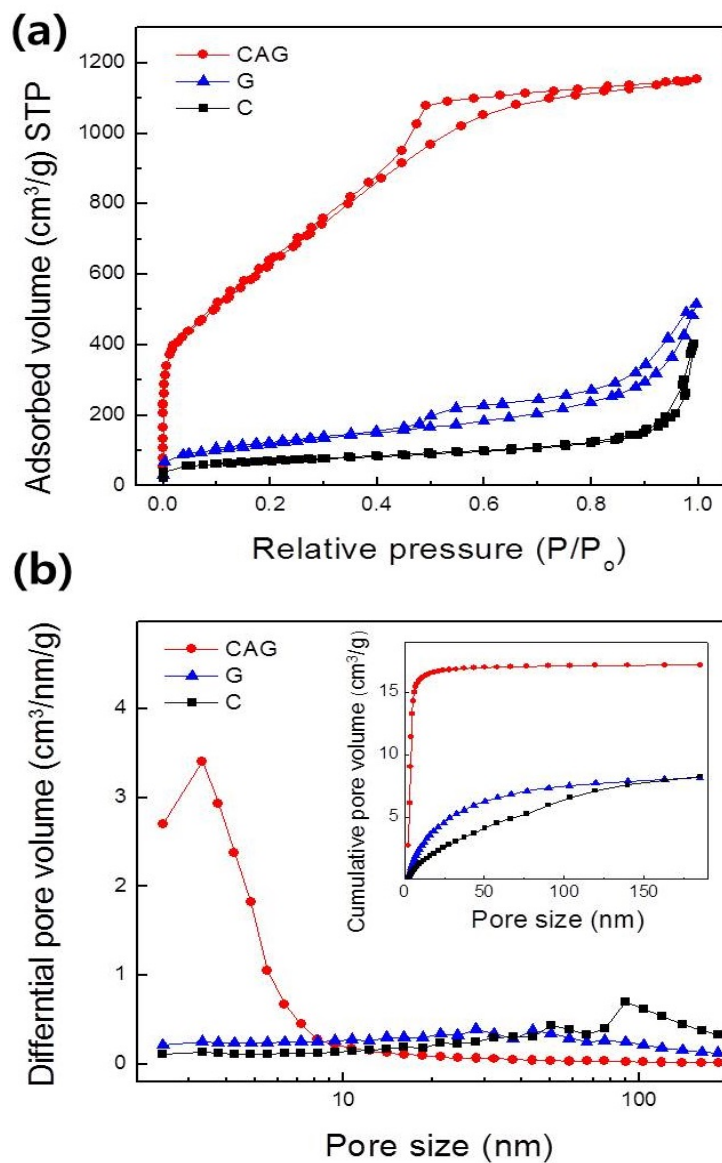 (a)
CAG
G
C
1200
1000
800
600
400
200
0
Adsorbed volume (cm³/g) STP
0.0 0.2 0.4 0.6 0.8 1.0
Relative pressure (P/Pₒ)
(b)
CAG
G
C
4
3
2
1
0
Differntial pore volume (cm³/nm/g)
10 100
Pore size (nm)
15
10
5
Cumulative pore volume (cm³/g)
0 50 100 150
Pore size (nm)